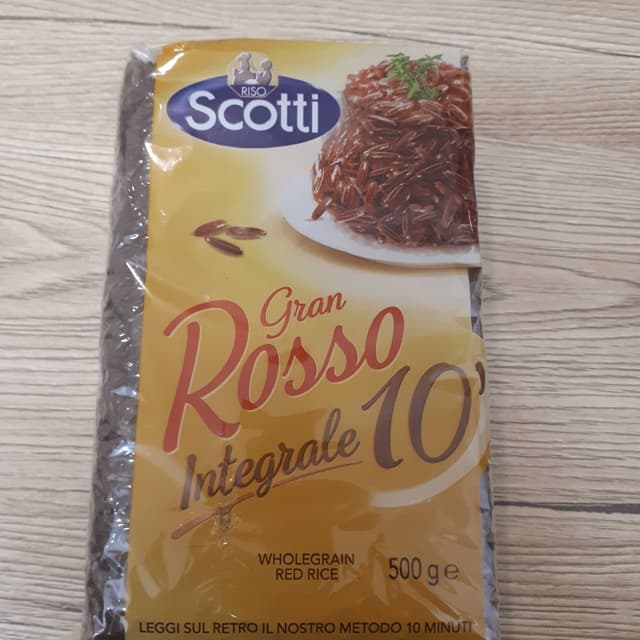 RISO
Scotti
Gran
Rosso
Integrale 10'
WHOLEGRAIN
RED RICE
500 g e
LEGGI SUL RETRO IL NOSTRO METODO 10 MINUTI